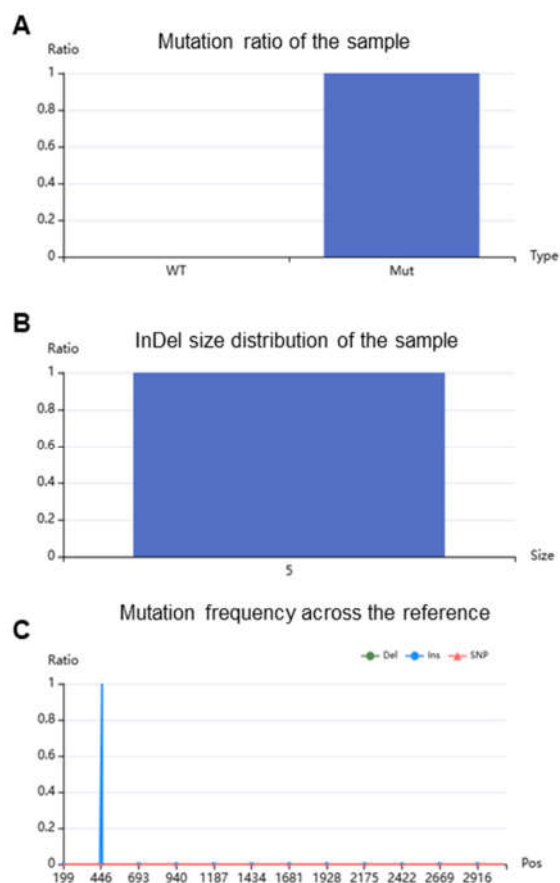 A
Mutation ratio of the sample
Ratio
1
0.8
0.6
0.4
0.2
0
WT Mut
Type
B
InDel size distribution of the sample
Ratio
1
0.8
0.6
0.4
0.2
0
5
Size
Mutation frequency across the reference
C
Ratio
Del Ins SNP
1
0.8
0.6
0.4
0.2
0
Pos
199 446 693 940 1187 1434 1681 1928 2175 2422 2669 2916